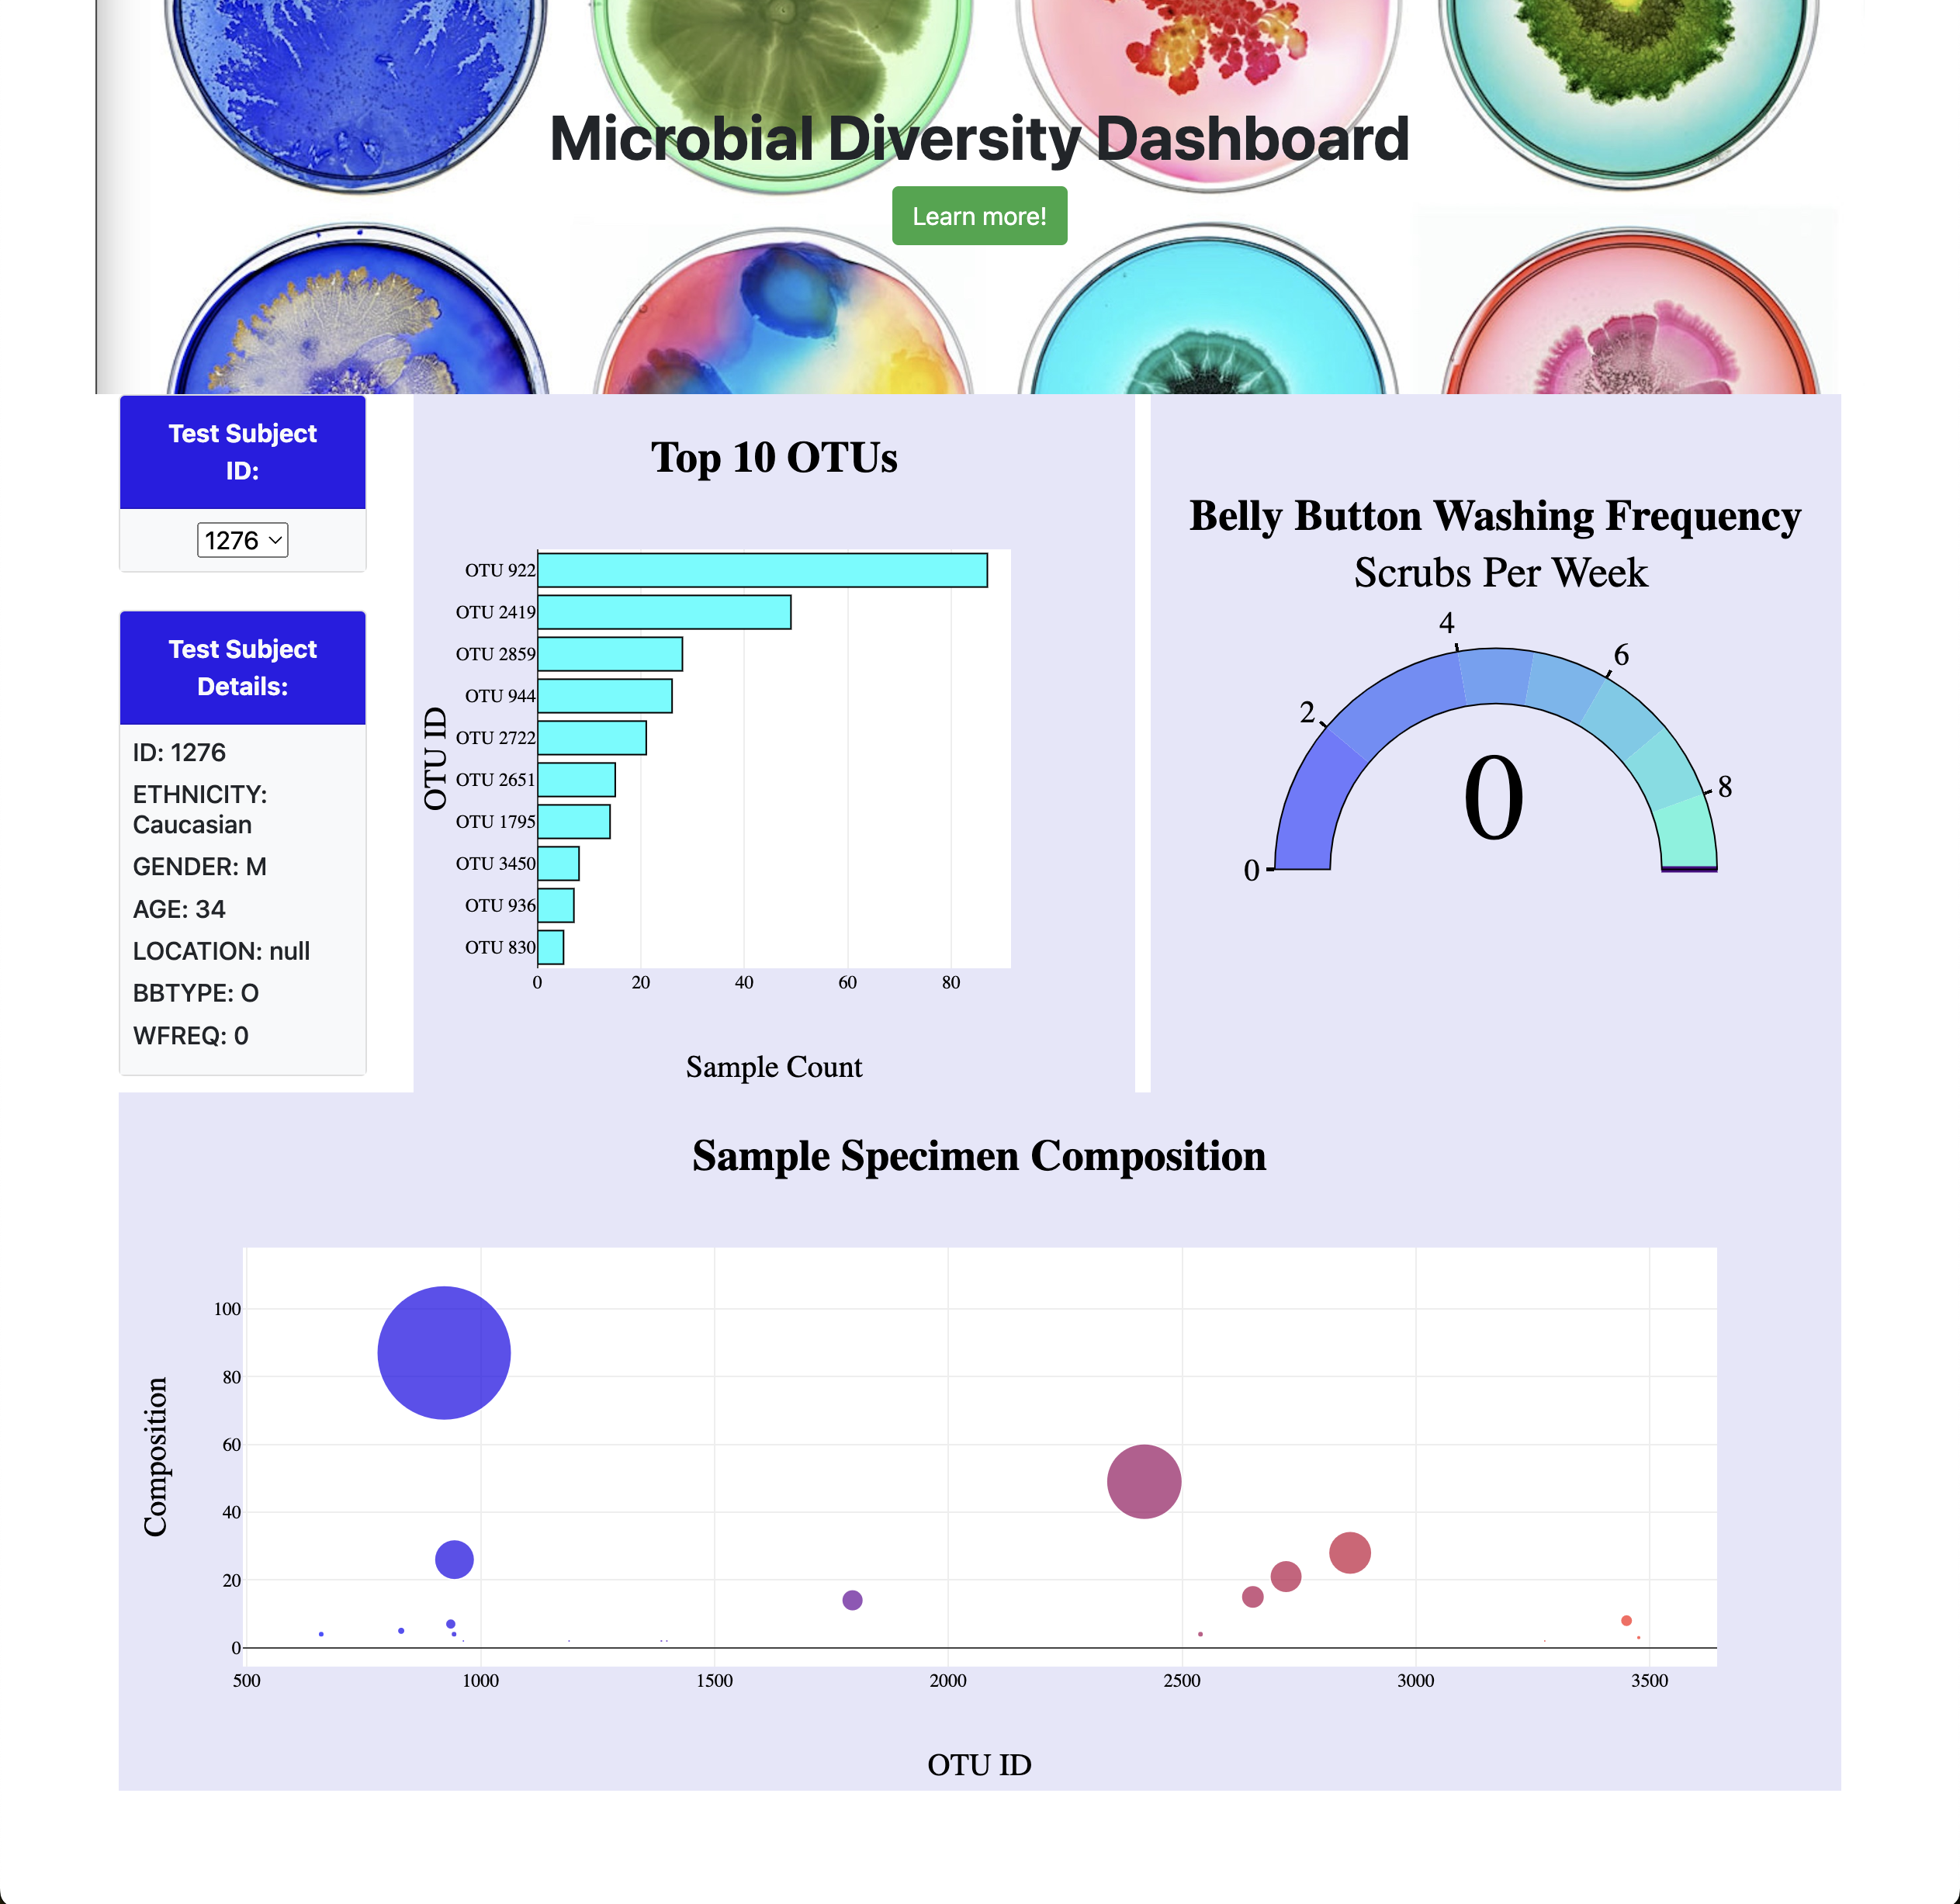 Microbial Diversity Dashboard
Learn more!
Test Subject
ID:
1276
Test Subject
Details:
ID: 1276
ETHNICITY:
Caucasian
GENDER: M
AGE: 34
LOCATION: null
BBTYPE: O
WFREQ: 0
Top 10 OTUs
OTU ID
OTU 922
OTU 2419
OTU 2859
OTU 944
OTU 2722
OTU 2651
OTU 1795
OTU 3450
OTU 936
OTU 830
0 20 40 60 80
Sample Count
Belly Button Washing Frequency
Scrubs Per Week
0
2
4
6
8
0
Sample Specimen Composition
Composition
100
80
60
40
20
0
500 1000 1500 2000 2500 3000 3500
OTU ID